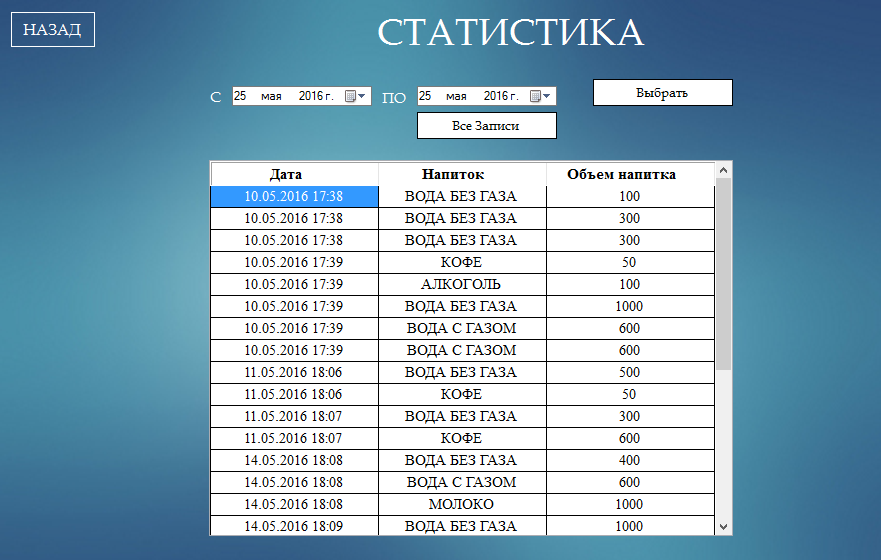 НАЗАД
СТАТИСТИКА
С 25 мая 2016 г. ПО 25 мая 2016 г. Выбрать
Все Записи
Дата Напиток Объем напитка
10.05.2016 17:38 ВОДА БЕЗ ГАЗА 100
10.05.2016 17:38 ВОДА БЕЗ ГАЗА 300
10.05.2016 17:38 ВОДА БЕЗ ГАЗА 300
10.05.2016 17:39 КОФЕ 50
10.05.2016 17:39 АЛКОГОЛЬ 100
10.05.2016 17:39 ВОДА БЕЗ ГАЗА 1000
10.05.2016 17:39 ВОДА С ГАЗОМ 600
10.05.2016 17:39 ВОДА С ГАЗОМ 600
11.05.2016 18:06 ВОДА БЕЗ ГАЗА 500
11.05.2016 18:06 КОФЕ 50
11.05.2016 18:07 ВОДА БЕЗ ГАЗА 300
11.05.2016 18:07 КОФЕ 600
14.05.2016 18:08 ВОДА БЕЗ ГАЗА 400
14.05.2016 18:08 ВОДА С ГАЗОМ 600
14.05.2016 18:08 МОЛОКО 1000
14.05.2016 18:09 ВОДА БЕЗ ГАЗА 1000